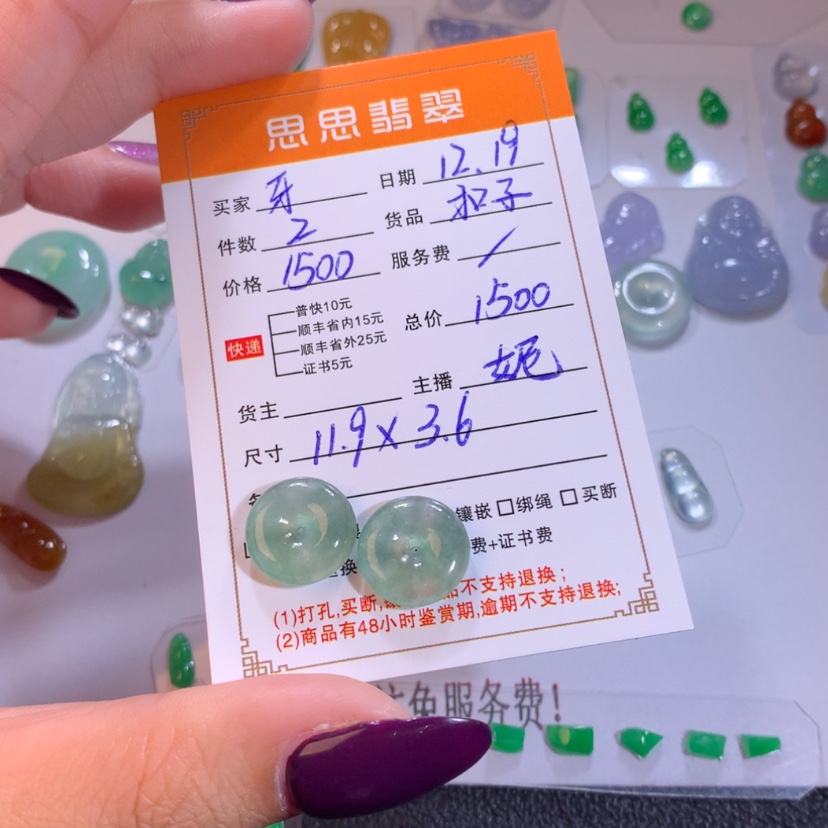 思思翡翠
买家 牙 日期 12.19
件数 2 货品 扣子
价格 1500 服务费 /
快递
普快10元
顺丰省内15元
顺丰省外25元
证书5元
总价 1500
货主 主播 妮
尺寸 11.9×3.6
镶嵌 □绑绳 □买断
费+证书费
(1)打孔,买断,
不支持退换;
(2)商品有48小时鉴赏期,逾期不支持退换;
免服务费!